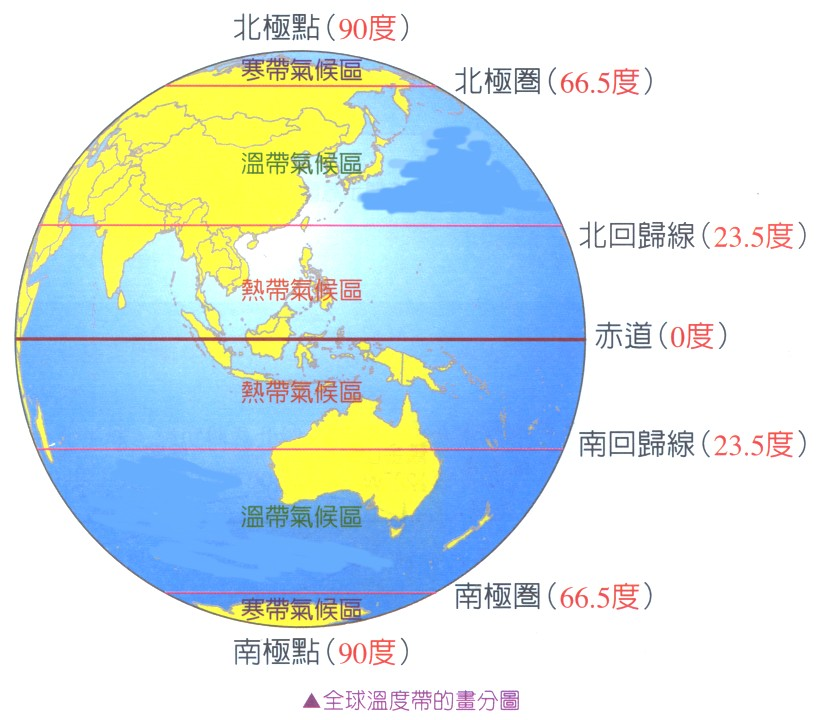 北極點（90度）
寒帶氣候區
北極圈（66.5度）
溫帶氣候區
北回歸線（23.5度）
熱帶氣候區
赤道（0度）
熱帶氣候區
南回歸線（23.5度）
溫帶氣候區
南極圈（66.5度）
寒帶氣候區
南極點（90度）
▲全球溫度帶的畫分圖